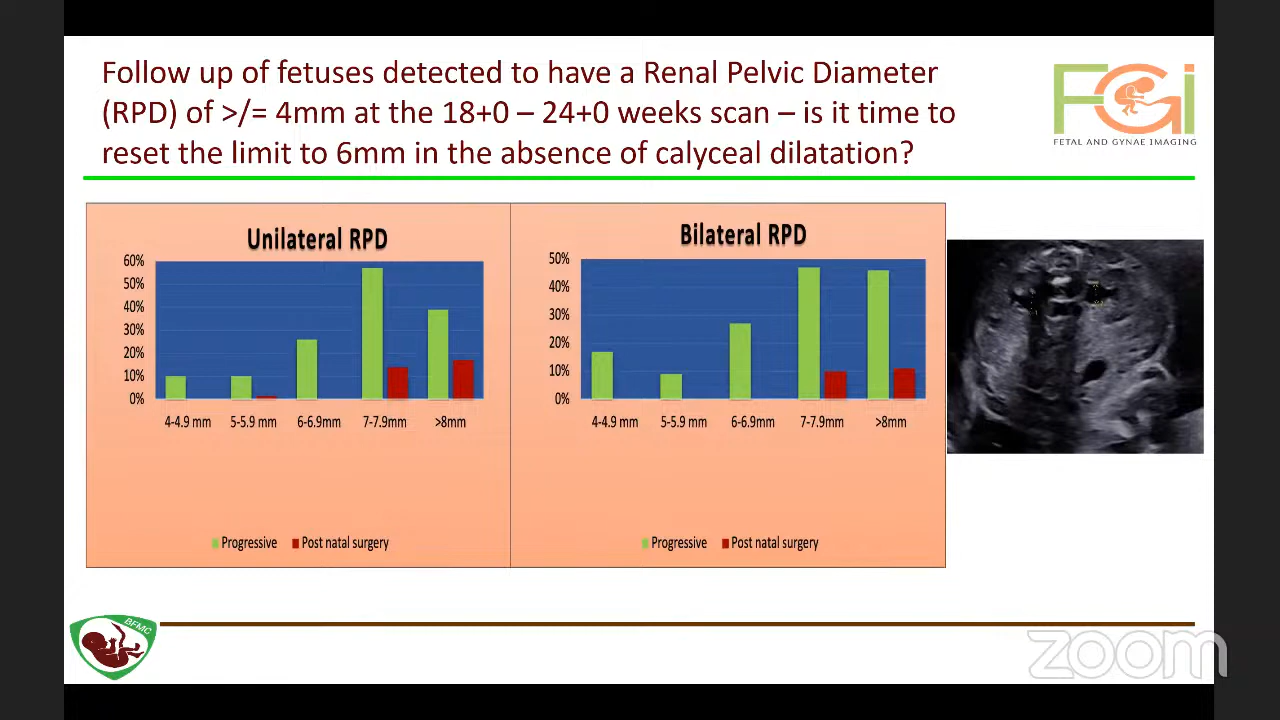 Follow up of fetuses detected to have a Renal Pelvic Diameter
(RPD) of >/= 4mm at the 18+0 – 24+0 weeks scan – is it time to
reset the limit to 6mm in the absence of calyceal dilatation?
FGi
FETAL AND GYNAE IMAGING
Unilateral RPD
60%
50%
40%
30%
20%
10%
0%
4-4.9 mm 5-5.9 mm 6-6.9mm 7-7.9mm >8mm
Progressive Post natal surgery
Bilateral RPD
50%
40%
30%
20%
10%
0%
4-4.9 mm 5-5.9 mm 6-6.9mm 7-7.9mm >8mm
Progressive Post natal surgery
BFMC
zoom